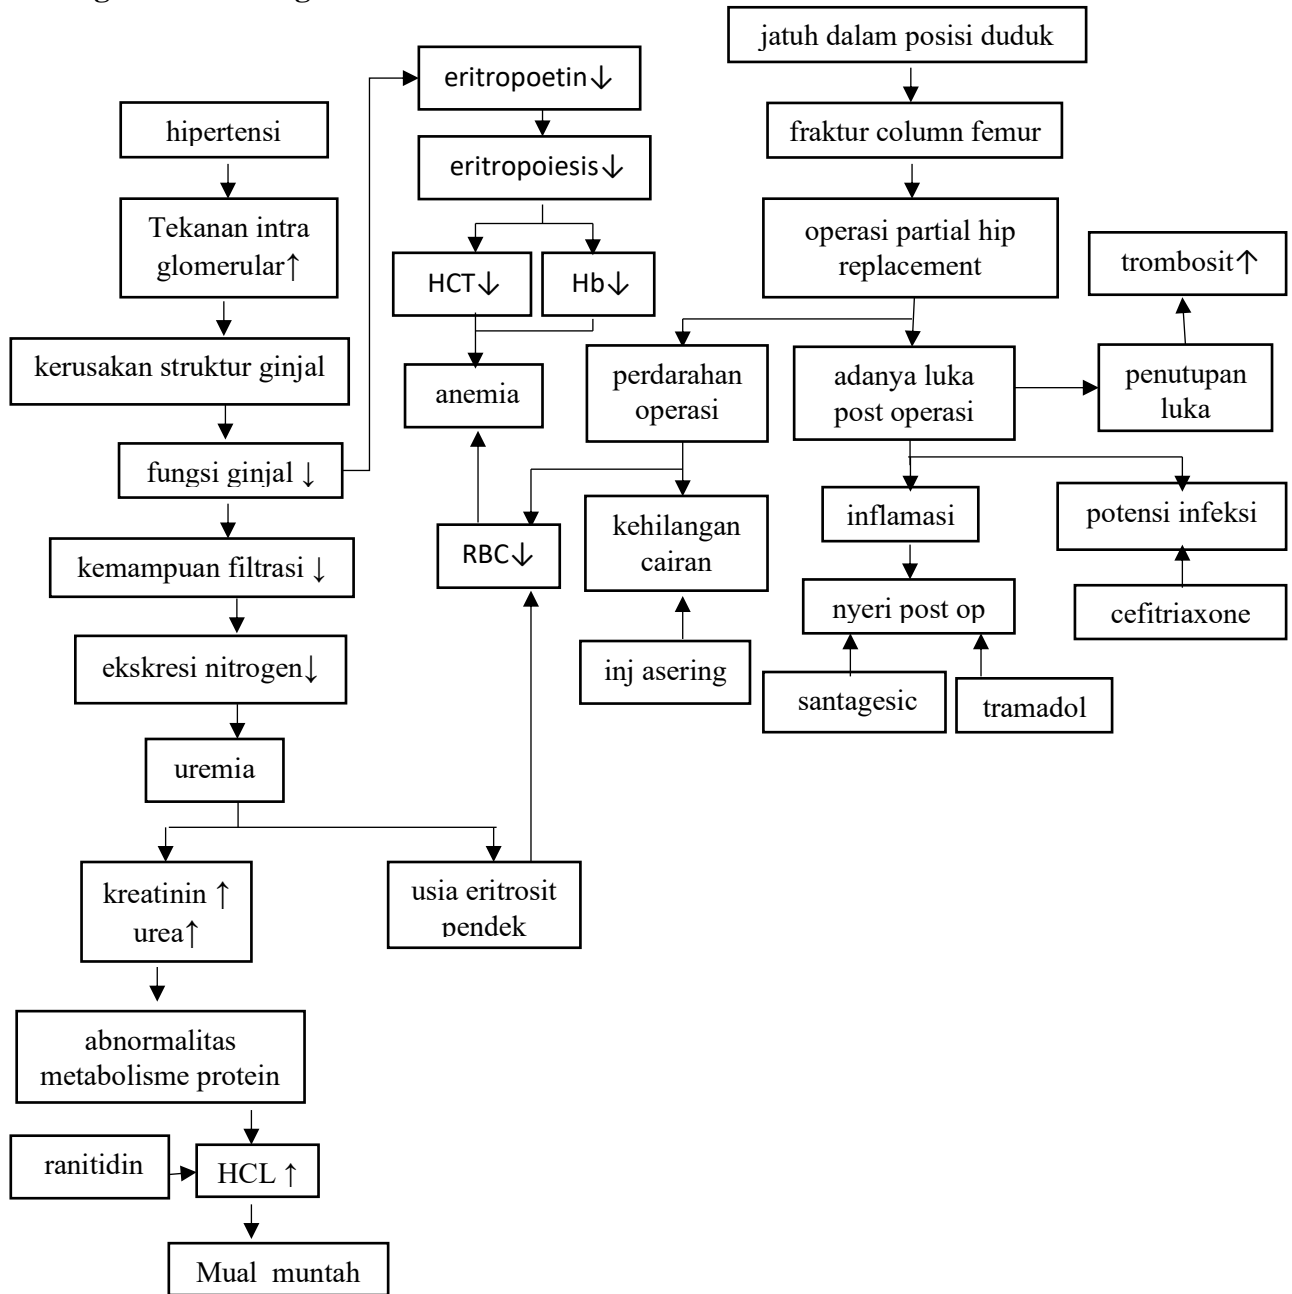 jatuh dalam posisi duduk
eritropoetin↓
hipertensi
fraktur column femur
eritropoiesis↓
Tekanan intra
glomerular↑
operasi partial hip
replacement
trombosit↑
HCT↓
Hb↓
kerusakan struktur ginjal
anemia
perdarahan
operasi
adanya luka
post operasi
penutupan
luka
fungsi ginjal ↓
inflamasi
potensi infeksi
RBC↓
kehilangan
cairan
kemampuan filtrasi ↓
nyeri post op
cefitriaxone
ekskresi nitrogen↓
inj asering
santagesic
tramadol
uremia
kreatinin ↑
urea↑
usia eritrosit
pendek
abnormalitas
metabolisme protein
ranitidin
HCL ↑
Mual  muntah